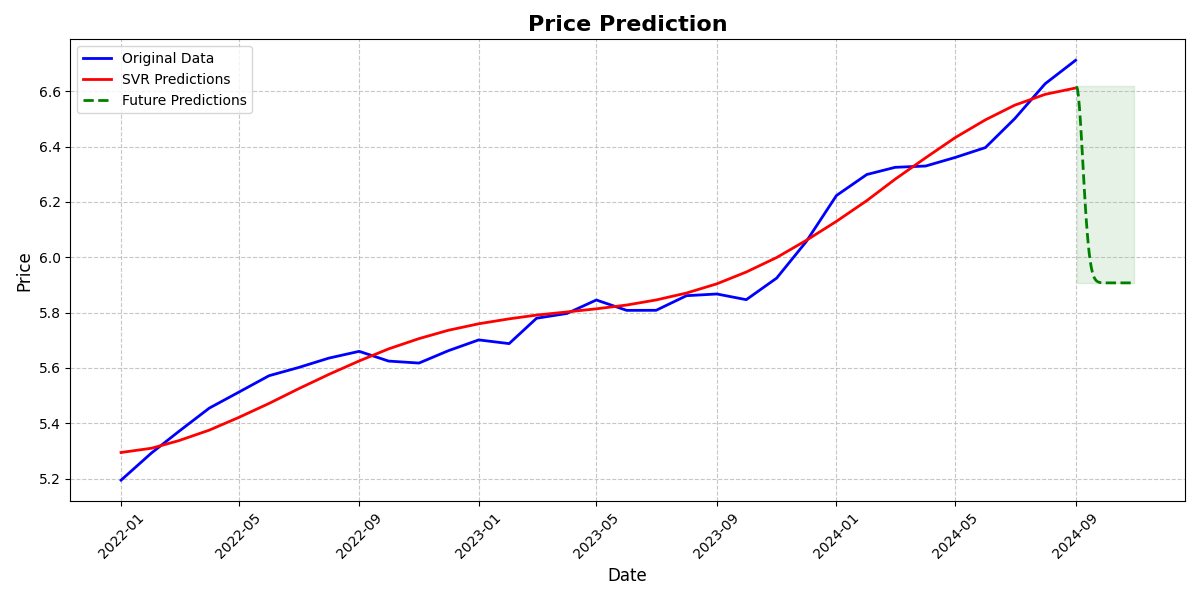 Price Prediction
Original Data
SVR Predictions
Future Predictions
Price
6.6
6.4
6.2
6.0
5.8
5.6
5.4
5.2
2022-01
2022-05
2022-09
2023-01
2023-05
2023-09
2024-01
2024-05
2024-09
Date